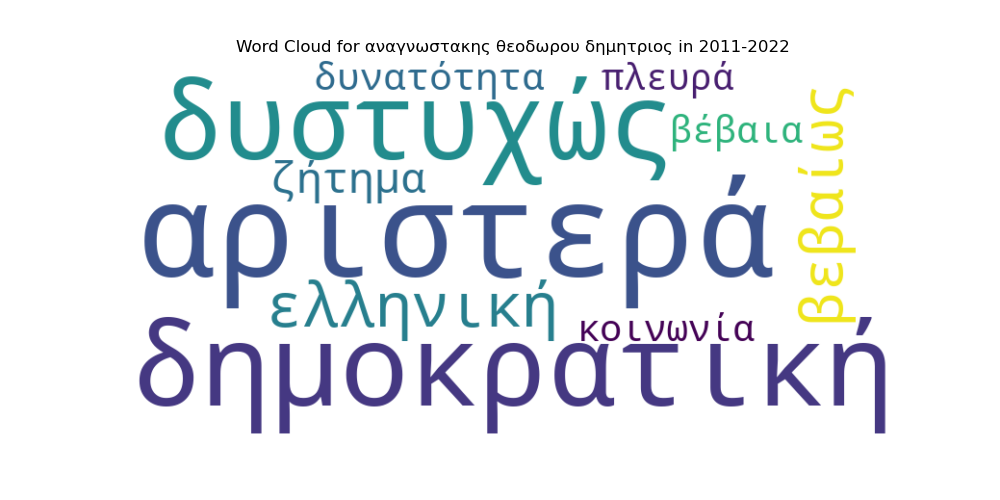 Word Cloud for αναγνωστακης θεοδωρου δημητριος in 2011-2022
δυνατότητα πλευρά
δυστυχώς βέβαια
βεβαίως
ζήτημα
αριστερά
ελληνική
κοινωνία
δημοκρατική